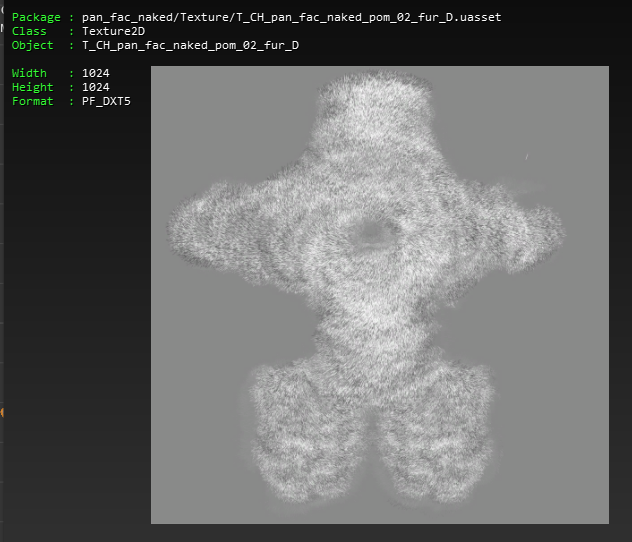 Package : pan_fac_naked/Texture/T_CH_pan_fac_naked_pom_02_fur_D.uasset
Class : Texture2D
Object : T_CH_pan_fac_naked_pom_02_fur_D
Width : 1024
Height : 1024
Format : PF_DXT5